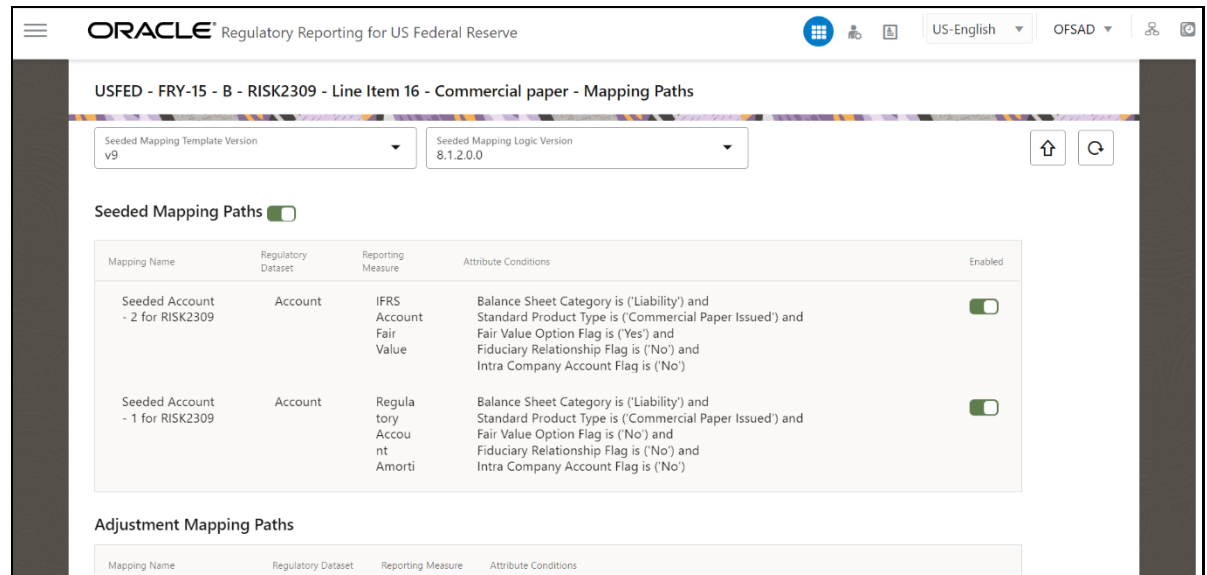 ORACLE® Regulatory Reporting for US Federal Reserve US-English OFSAD
USFED - FRY-15 - B - RISK2309 - Line Item 16 - Commercial paper - Mapping Paths
Seeded Mapping Template Version
v9
Seeded Mapping Logic Version
8.1.2.0.0
Seeded Mapping Paths
Mapping Name
Regulatory
Dataset
Reporting
Measure
Attribute Conditions
Enabled
Seeded Account
- 2 for RISK2309
Account
IFRS
Account
Fair
Value
Balance Sheet Category is ('Liability') and
Standard Product Type is ('Commercial Paper Issued') and
Fair Value Option Flag is ('Yes') and
Fiduciary Relationship Flag is ('No') and
Intra Company Account Flag is ('No')
Seeded Account
- 1 for RISK2309
Account
Regula
tory
Accou
nt
Amorti
Balance Sheet Category is ('Liability') and
Standard Product Type is ('Commercial Paper Issued') and
Fair Value Option Flag is ('No') and
Fiduciary Relationship Flag is ('No') and
Intra Company Account Flag is ('No')
Adjustment Mapping Paths
Mapping Name Regulatory Dataset Reporting Measure Attribute Conditions